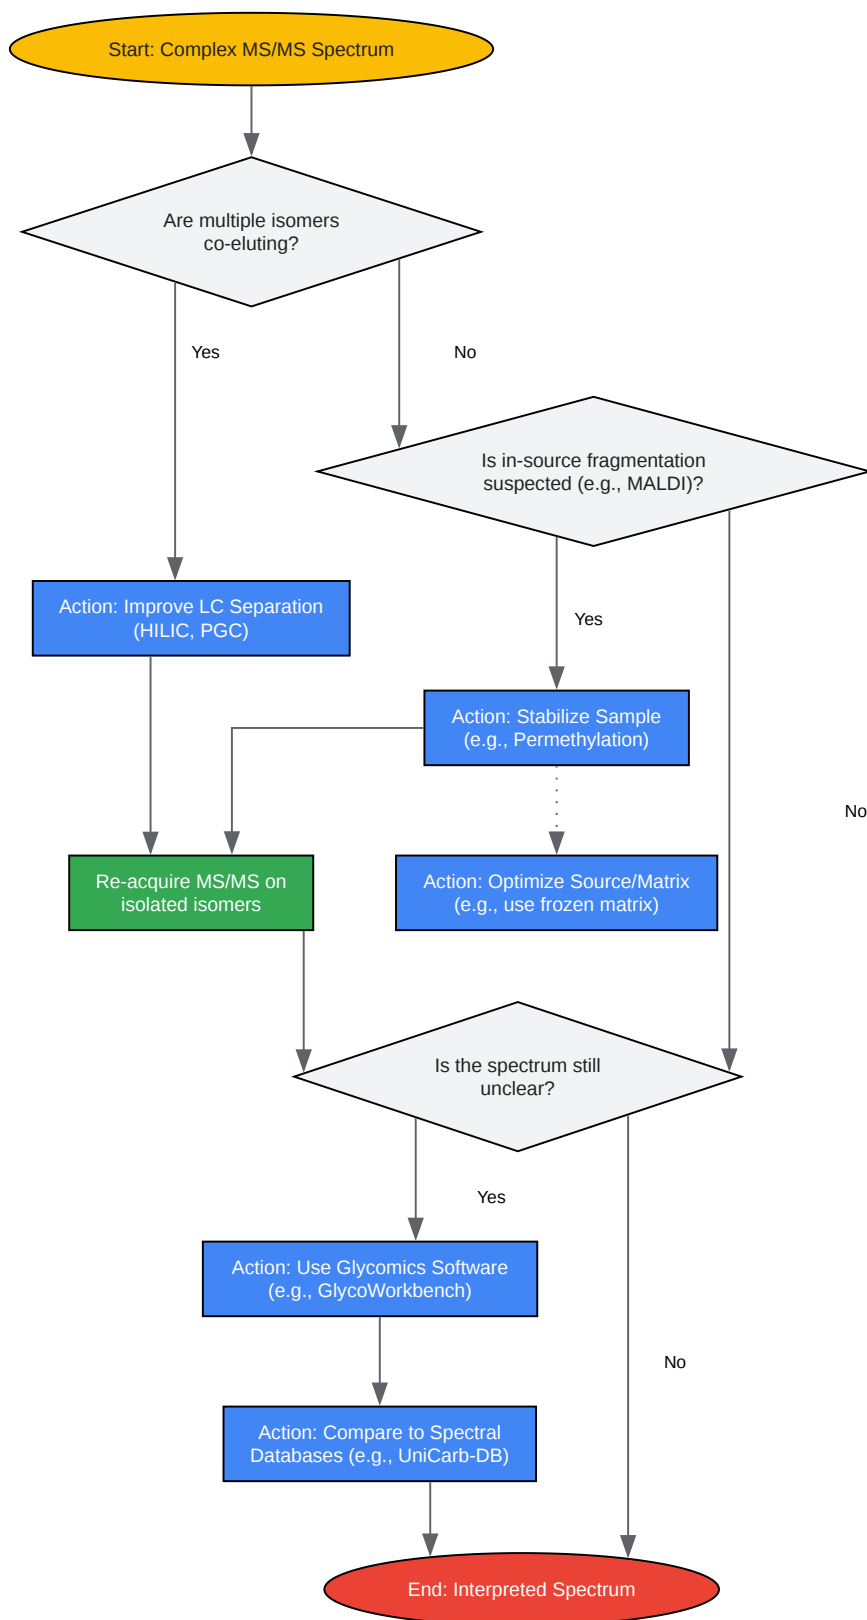 Start: Complex MS/MS Spectrum
Are multiple isomers
co-eluting?
Yes
No
Is in-source fragmentation
suspected (e.g., MALDI)?
Action: Improve LC Separation
(HILIC, PGC)
Yes
Action: Stabilize Sample
(e.g., Permethylation)
No
Re-acquire MS/MS on
isolated isomers
Action: Optimize Source/Matrix
(e.g., use frozen matrix)
Is the spectrum still
unclear?
Yes
Action: Use Glycomics Software
(e.g., GlycoWorkbench)
No
Action: Compare to Spectral
Databases (e.g., UniCarb-DB)
End: Interpreted Spectrum